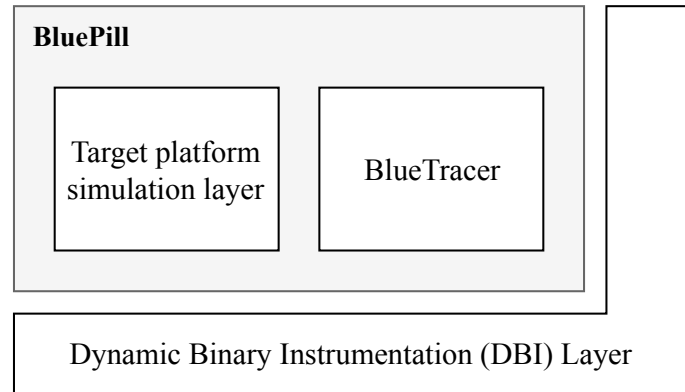 BluePill
Target platform
simulation layer
BlueTracer
Dynamic Binary Instrumentation (DBI) Layer